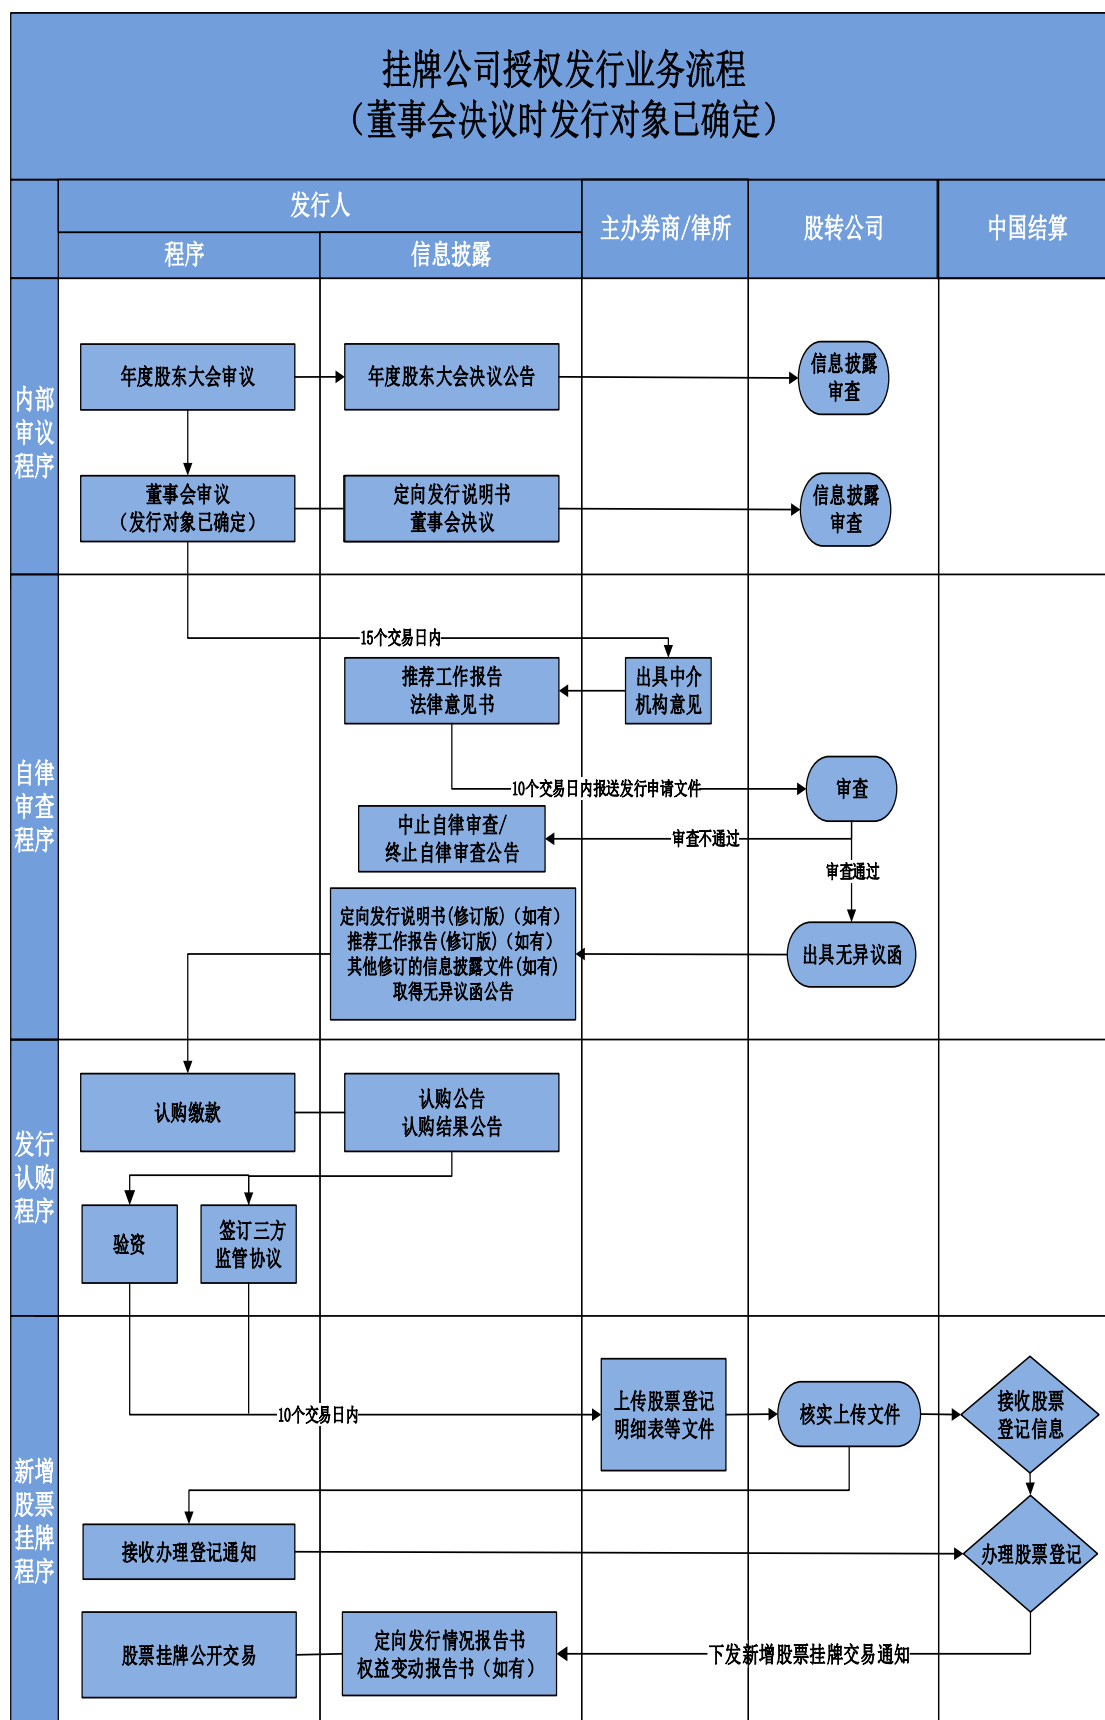 挂牌公司授权发行业务流程
（董事会决议时发行对象已确定）
发行人
主办券商/律所
股转公司
中国结算
程序
信息披露
内部
审议
程序
年度股东大会审议
年度股东大会决议公告
信息披露
审查
董事会审议
（发行对象已确定）
定向发行说明书
董事会决议
信息披露
审查
自律
审查
程序
15个交易日内
推荐工作报告
法律意见书
出具中介
机构意见
10个交易日内报送发行申请文件
审查
中止自律审查/
终止自律审查公告
审查不通过
审查通过
定向发行说明书(修订版)（如有）
推荐工作报告(修订版)（如有）
其他修订的信息披露文件(如有)
取得无异议函公告
出具无异议函
发行
认购
程序
认购缴款
认购公告
认购结果公告
验资
签订三方
监管协议
新增
股票
挂牌
程序
10个交易日内
上传股票登记
明细表等文件
核实上传文件
接收股票
登记信息
接收办理登记通知
办理股票登记
股票挂牌公开交易
定向发行情况报告书
权益变动报告书（如有）
下发新增股票挂牌交易通知